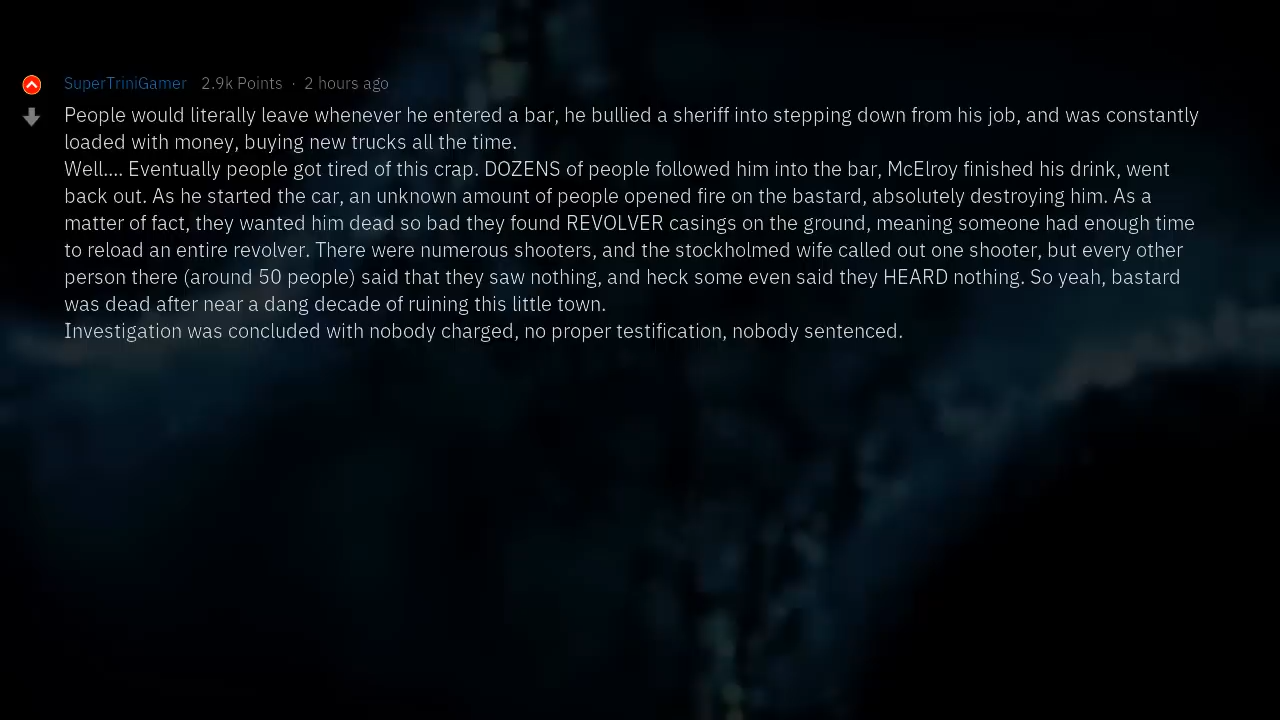 SuperTriniGamer 2.9k Points · 2 hours ago
People would literally leave whenever he entered a bar, he bullied a sheriff into stepping down from his job, and was constantly
loaded with money, buying new trucks all the time.
Well.... Eventually people got tired of this crap. DOZENS of people followed him into the bar, McElroy finished his drink, went
back out. As he started the car, an unknown amount of people opened fire on the bastard, absolutely destroying him. As a
matter of fact, they wanted him dead so bad they found REVOLVER casings on the ground, meaning someone had enough time
to reload an entire revolver. There were numerous shooters, and the stockholmed wife called out one shooter, but every other
person there (around 50 people) said that they saw nothing, and heck some even said they HEARD nothing. So yeah, bastard
was dead after near a dang decade of ruining this little town.
Investigation was concluded with nobody charged, no proper testification, nobody sentenced.